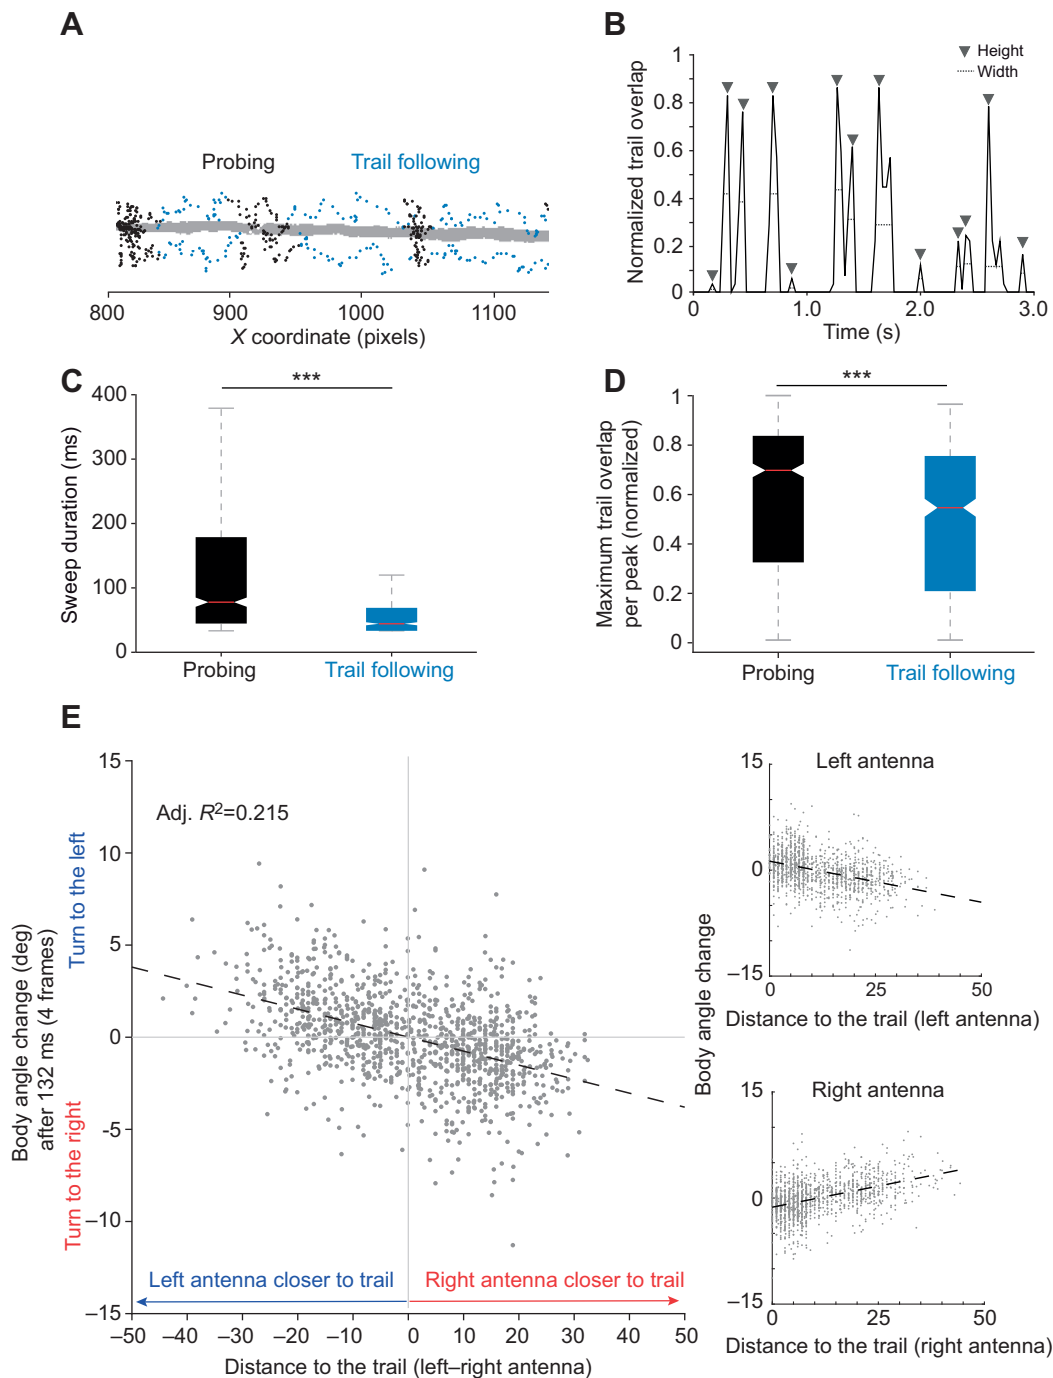 A
Probing
Trail following
800
900
1000
1100
X coordinate (pixels)
B
Normalized trail overlap
1
0.8
0.6
0.4
0.2
0
0
1.0
2.0
3.0
Time (s)
Height
Width
C
Sweep duration (ms)
400
300
200
100
0
***
Probing
Trail following
D
Maximum trail overlap
per peak (normalized)
1
0.8
0.6
0.4
0.2
0
***
Probing
Trail following
E
Body angle change (deg)
after 132 ms (4 frames)
Turn to the left
Turn to the right
15
10
5
0
-5
–10
–15
Adj. R²=0.215
Left antenna closer to trail
Right antenna closer to trail
–50
–40
–30
–20
–10
0
10
20
30
40
50
Distance to the trail (left–right antenna)
Body angle change
Left antenna
15
0
–15
0
25
50
Distance to the trail (left antenna)
Right antenna
15
0
–15
0
25
50
Distance to the trail (right antenna)